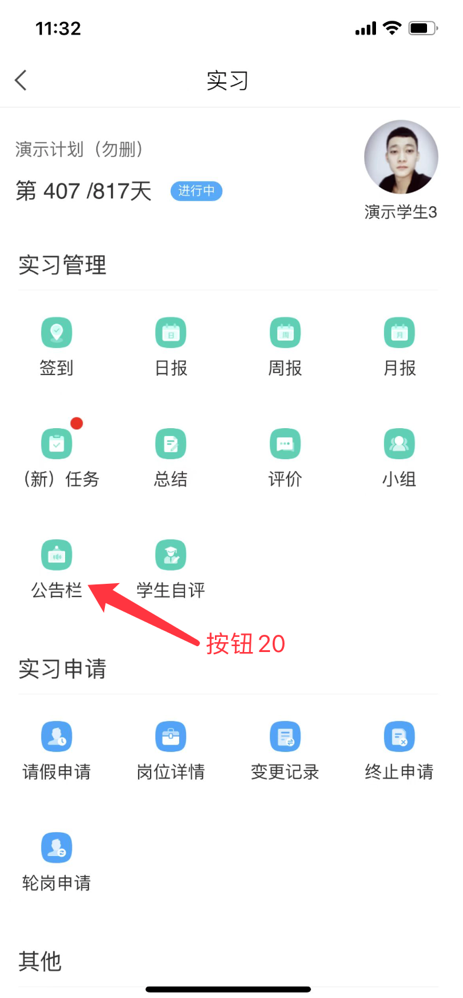 11:32
实习
演示计划（勿删）
第 407 /817天 进行中
演示学生3
实习管理
签到 日报 周报 月报
（新）任务 总结 评价 小组
公告栏 学生自评
按钮20
实习申请
请假申请 岗位详情 变更记录 终止申请
轮岗申请
其他